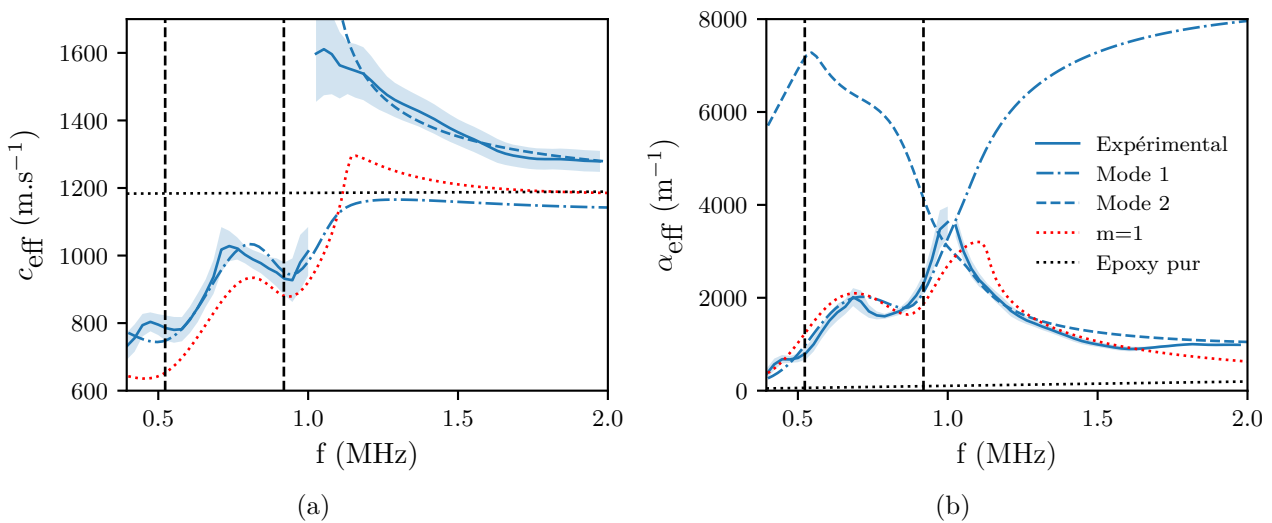 1600
1400
1200
1000
800
600
c_eff (m.s⁻¹)
0.5
1.0
1.5
2.0
f (MHz)
(a)
8000
6000
4000
2000
0
α_eff (m⁻¹)
0.5
1.0
1.5
2.0
f (MHz)
Expérimental
Mode 1
Mode 2
m=1
Epoxy pur
(b)